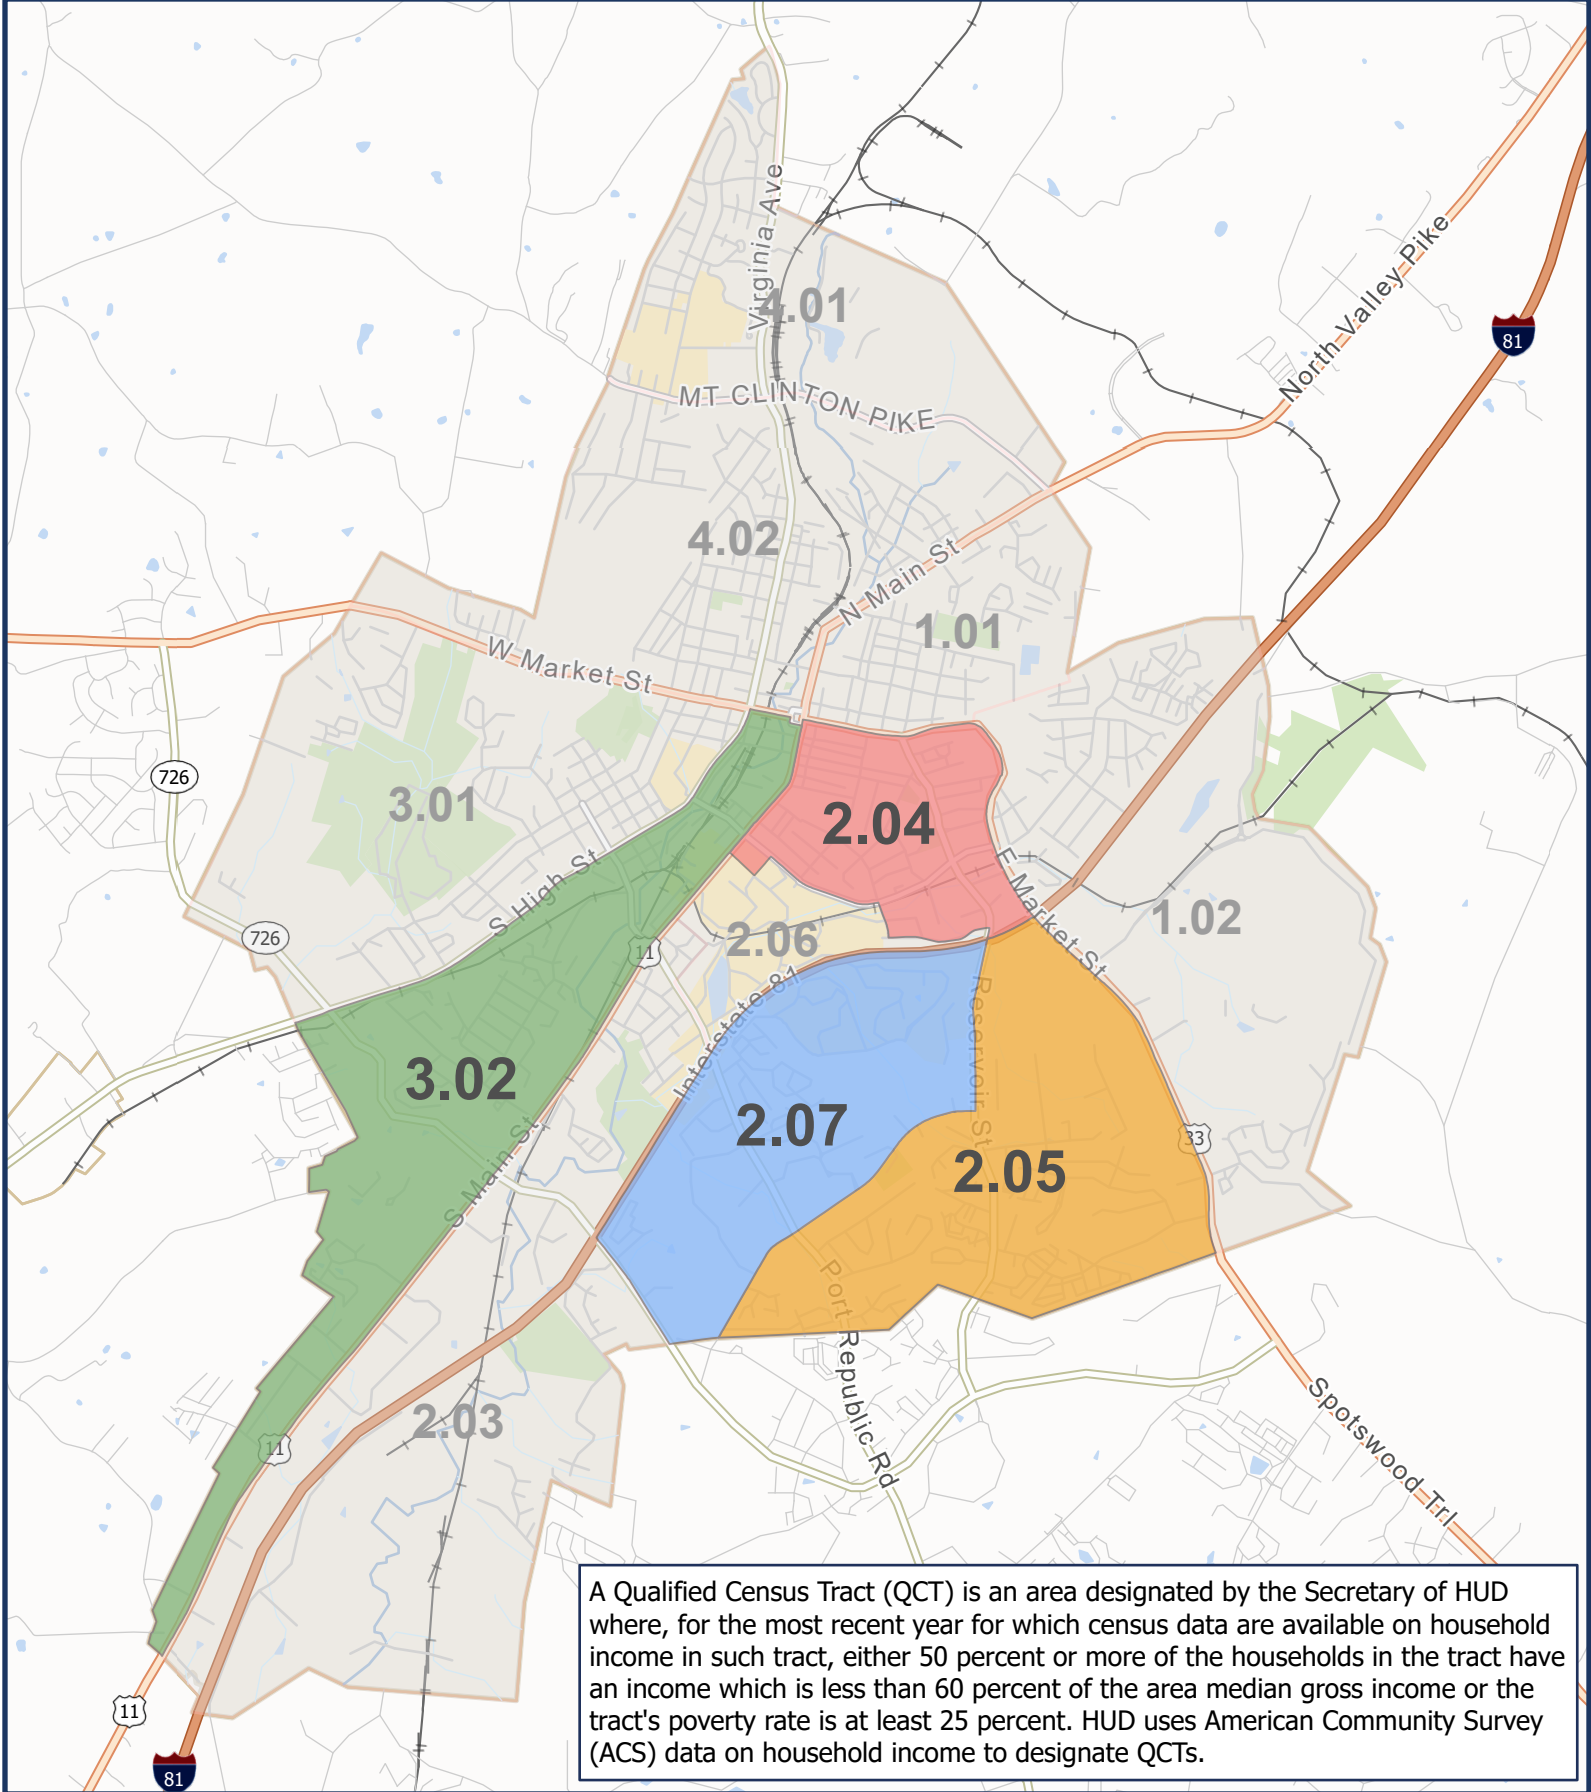 Virginia Ave
4.01
North Valley Pike
81
MT CLINTON PIKE
4.02
N Main St
1.01
W Market St
726
3.01
2.04
S High St
E Market St
1.02
726
11
2.06
Interstate 81
Reservoir St
3.02
2.07
33
2.05
S Main St
Port Republic Rd
Spotswood Trl
2.03
11
A Qualified Census Tract (QCT) is an area designated by the Secretary of HUD
where, for the most recent year for which census data are available on household
income in such tract, either 50 percent or more of the households in the tract have
an income which is less than 60 percent of the area median gross income or the
tract's poverty rate is at least 25 percent. HUD uses American Community Survey
(ACS) data on household income to designate QCTs.
11
81